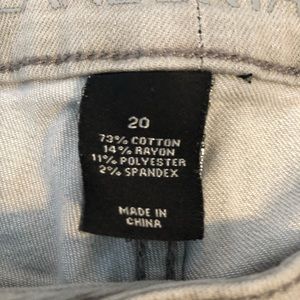 20
73% COTTON
14% RAYON
11% POLYESTER
2% SPANDEX
MADE IN
CHINA